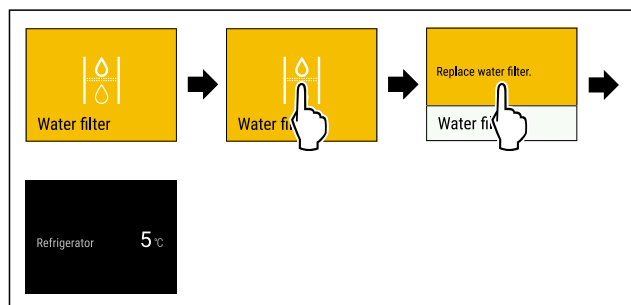 Water filter
Water fi
Replace water filter.
Water fi
Refrigerator 5 °C